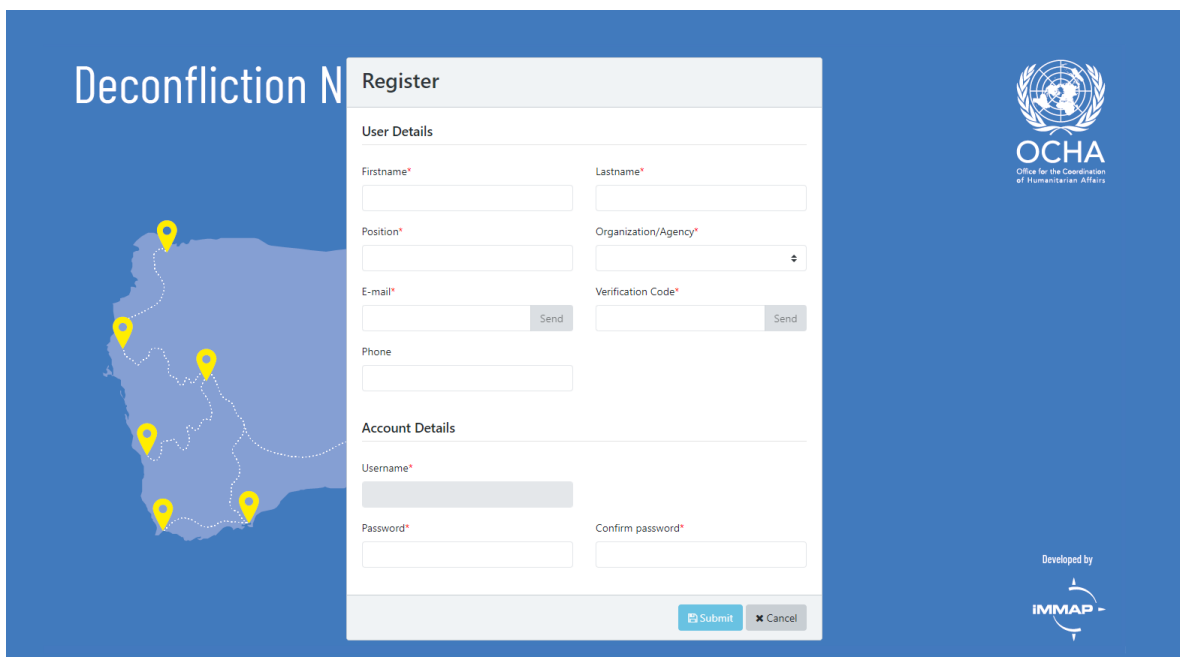 Deconfliction N
Register
User Details
Firstname* Lastname*
Position* Organization/Agency*
E-mail* Verification Code*
Send Send
Phone
Account Details
Username*
Password* Confirm password*
Submit Cancel
OCHA
Office for the Coordination
of Humanitarian Affairs
Developed by
iMMAP